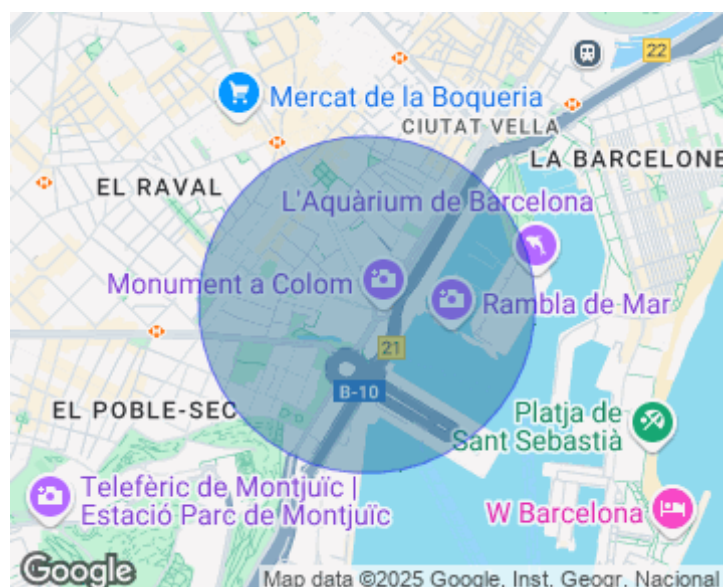 22
Mercat de la Boqueria
CIUTAT VELLA
LA BARCELONE
EL RAVAL
L'Aquàrium de Barcelona
Monument a Colom
Rambla de Mar
21
B-10
EL POBLE-SEC
Platja de
Sant Sebastià
Telefèric de Montjuïc |
Estació Parc de Montjuïc
W Barcelona
Google
Map data ©2025 Google, Inst. Geogr. Nacional